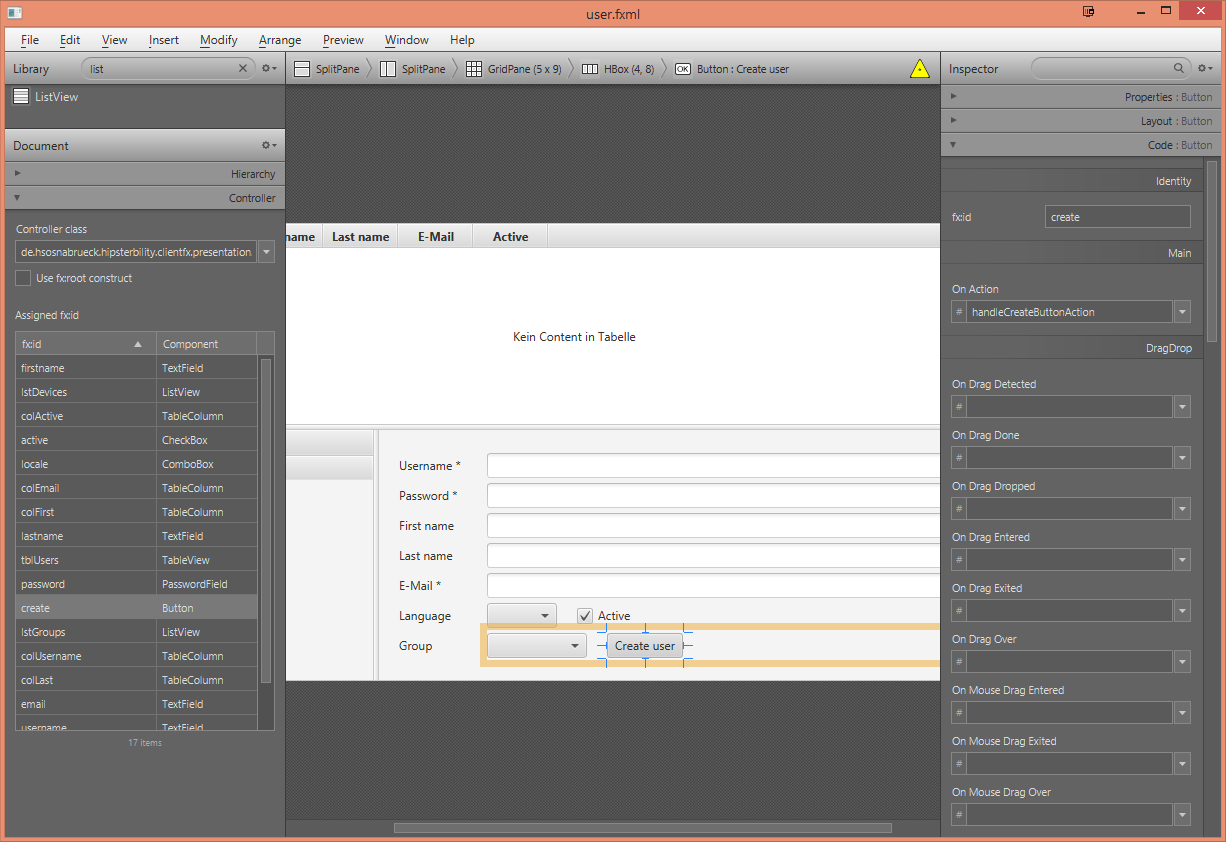 user.fxml
File Edit View Insert Modify Arrange Preview Window Help
Library list
ListView
Document
Hierarchy
Controller
Controller class
de.hsosnabrueck.hipsterbility.clientfx.presentation.
Use fx:root construct
Assigned fx:id
fx:id Component
firstname TextField
lstDevices ListView
colActive TableColumn
active CheckBox
locale ComboBox
colEmail TableColumn
colFirst TableColumn
lastname TextField
tblUsers TableView
password PasswordField
create Button
lstGroups ListView
colUsername TableColumn
colLast TableColumn
email TextField
username TextField
17 items
SplitPane SplitPane GridPane (5 x 9) HBox (4, 8) OK Button : Create user
name Last name E-Mail Active
Kein Content in Tabelle
Username *
Password *
First name
Last name
E-Mail *
Language Active
Group Create user
Inspector
Properties : Button
Layout : Button
Code : Button
Identity
fx:id create
Main
On Action
# handleCreateButtonAction
DragDrop
On Drag Detected
#
On Drag Done
#
On Drag Dropped
#
On Drag Entered
#
On Drag Exited
#
On Drag Over
#
On Mouse Drag Entered
#
On Mouse Drag Exited
#
On Mouse Drag Over
#